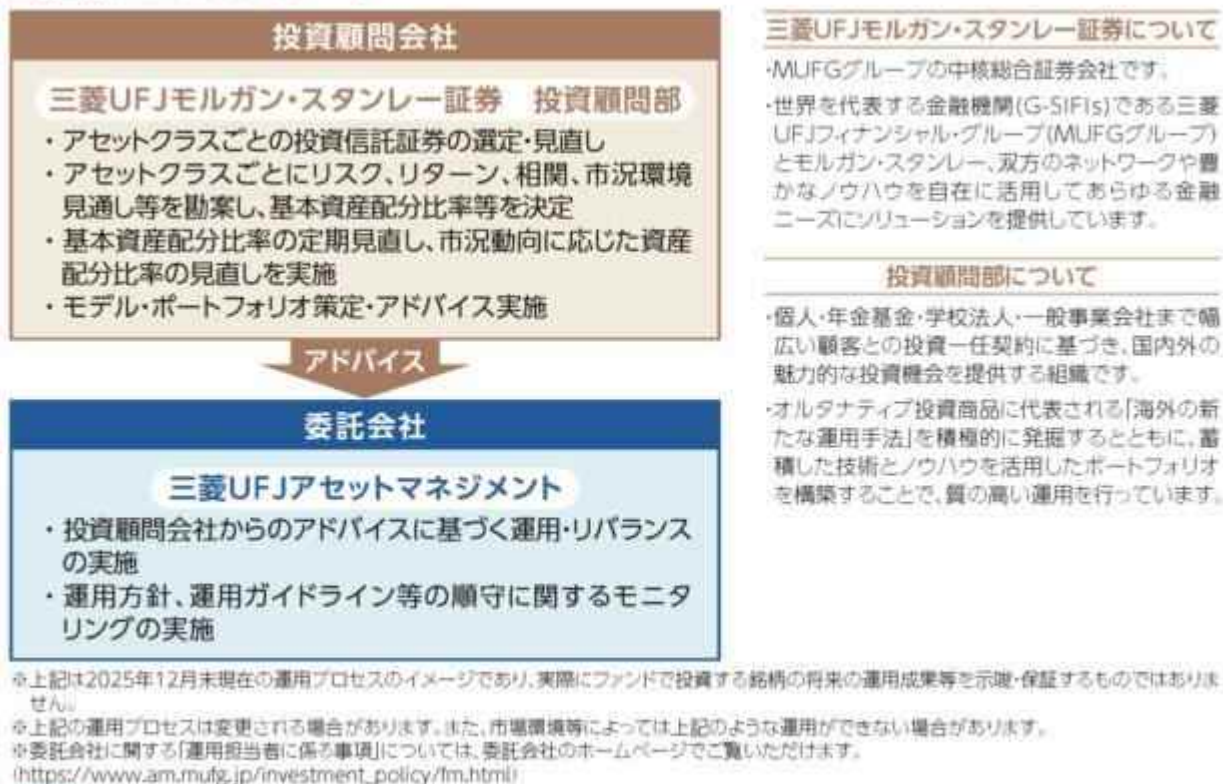 投資顧問会社
三菱UFJモルガン・スタンレー証券　投資顧問部
・アセットクラスごとの投資信託証券の選定・見直し
・アセットクラスごとにリスク、リターン、相関、市況環境
見通し等を勘案し、基本資産配分比率等を決定
・基本資産配分比率の定期見直し、市況動向に応じた資産
配分比率の見直しを実施
・モデル・ポートフォリオ策定・アドバイス実施
アドバイス
委託会社
三菱UFJアセットマネジメント
・投資顧問会社からのアドバイスに基づく運用・リバランス
の実施
・運用方針、運用ガイドライン等の順守に関するモニタ
リングの実施
三菱UFJモルガン・スタンレー証券について
・MUFGグループの中核総合証券会社です。
・世界を代表する金融機関(G-SIFIs)である三菱
UFJフィナンシャル・グループ(MUFGグループ)
とモルガン・スタンレー、双方のネットワークや豊
かなノウハウを自在に活用してあらゆる金融
ニーズにソリューションを提供しています。
投資顧問部について
・個人・年金基金・学校法人・一般事業会社まで幅
広い顧客との投資一任契約に基づき、国内外の
魅力的な投資機会を提供する組織です。
・オルタナティブ投資商品に代表される「海外の新
たな運用手法」を積極的に発掘するとともに、蓄
積した技術とノウハウを活用したポートフォリオ
を構築することで、質の高い運用を行っています。
※上記は2025年12月末現在の運用プロセスのイメージであり、実際にファンドで投資する銘柄の将来の運用成果等を示唆・保証するものではありま
せん。
※上記の運用プロセスは変更される場合があります。また、市場環境等によっては上記のような運用ができない場合があります。
※委託会社に関する「運用担当者に係る事項」については、委託会社のホームページでご覧いただけます。
(https://www.am.mufg.jp/investment_policy/fm.html)